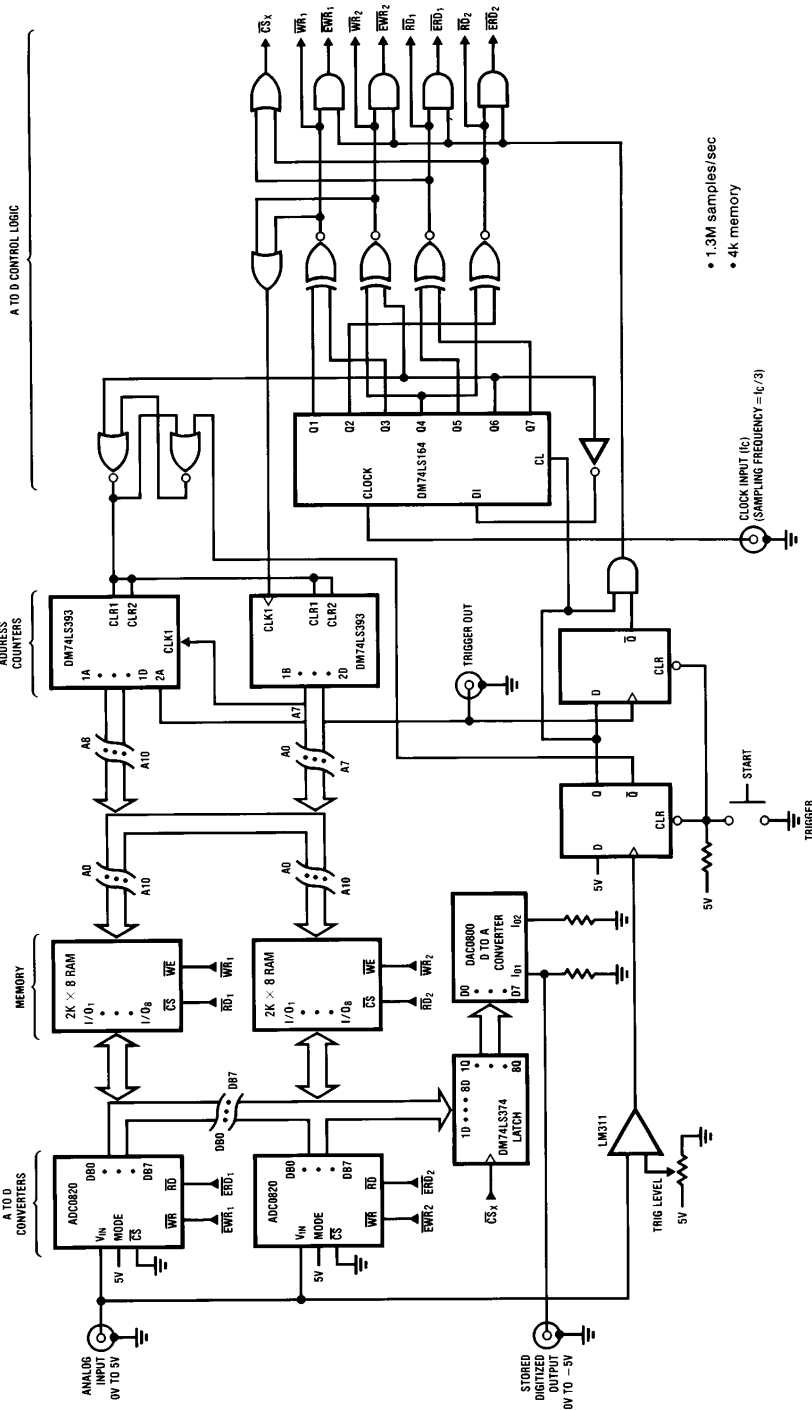 A TO D
CONVERTERS
MEMORY
ADDRESS
COUNTERS
A TO D CONTROL LOGIC
ANALOG
INPUT
0V TO 5V
ADC0820
VIN
MODE
CS
5V
DB0
DB7
WR
RD
EWR1
ERD1
ADC0820
VIN
MODE
CS
5V
DB0
DB7
WR
RD
EWR2
ERD2
DB0
DB7
2K × 8 RAM
I/O1
I/O8
CS
WE
RD1
WR1
2K × 8 RAM
I/O1
I/O8
CS
WE
RD2
WR2
A0
A10
A0
A10
A8
A10
A0
A7
A7
DM74LS393
1A
1D
2A
CLR1
CLR2
CLK1
DM74LS393
1B
2D
CLK1
CLR1
CLR2
CSX
WR1
EWR1
WR2
EWR2
RD1
ERD1
RD2
ERD2
Q1
Q2
Q3
Q4
Q5
Q6
Q7
CLOCK
DM74LS164
DI
CL
• 1.3M samples/sec
• 4k memory
CLOCK INPUT (fC)
(SAMPLING FREQUENCY = fC/3)
TRIGGER OUT
STORED
DIGITIZED
OUTPUT
0V TO −5V
CSX
1D
8D
1Q
8Q
DM74LS374
LATCH
D0
D7
DAC0800
D TO A
CONVERTER
IO1
IO2
LM311
TRIG LEVEL
5V
5V
D
Q
Q
CLR
D
Q
CLR
5V
START
TRIGGER